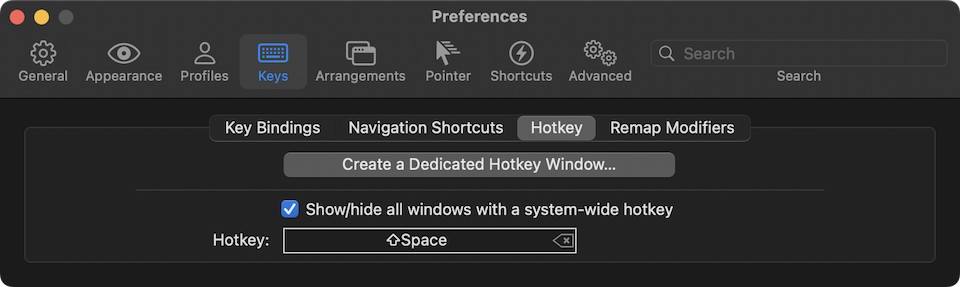 Preferences
General Appearance Profiles Keys Arrangements Pointer Shortcuts Advanced Search
Search
Key Bindings Navigation Shortcuts Hotkey Remap Modifiers
Create a Dedicated Hotkey Window...
Show/hide all windows with a system-wide hotkey
Hotkey: ⇧Space